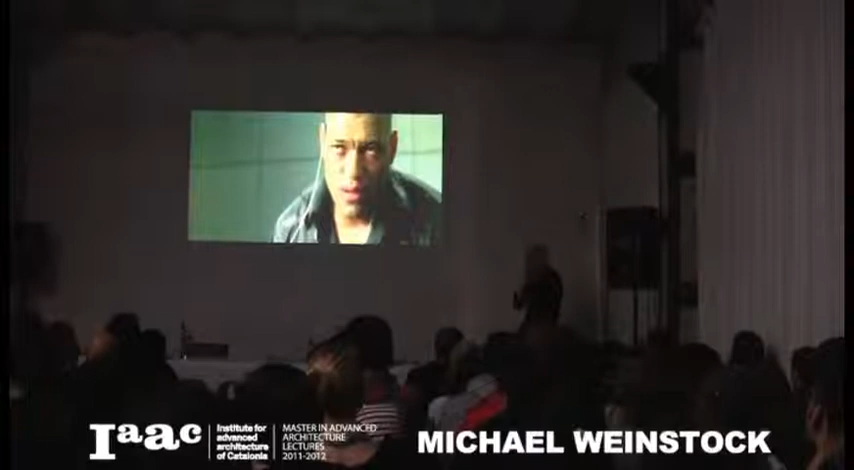 Iaac
Institute for
advanced
architecture
of Catalonia
MASTER IN ADVANCED
ARCHITECTURE
LECTURES
2011-2012
MICHAEL WEINSTOCK